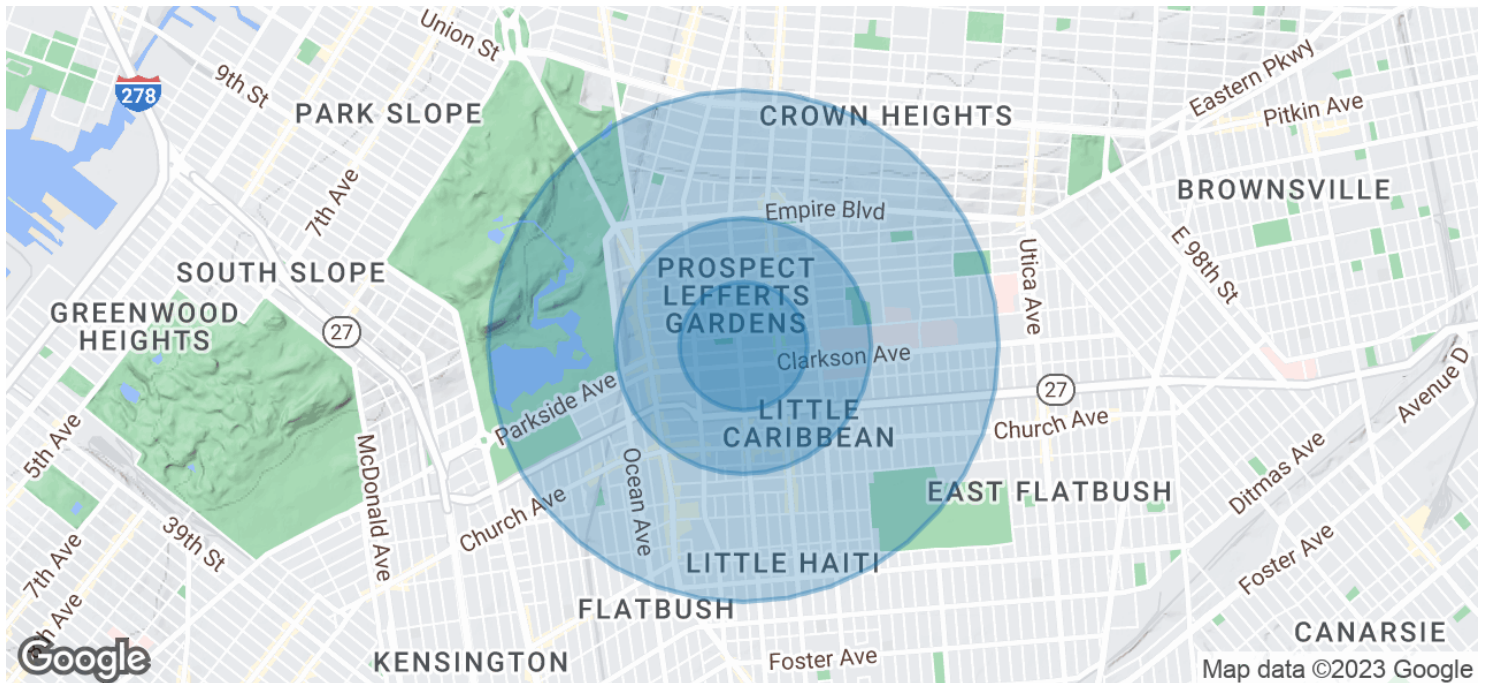 Union St
9th St
278
PARK SLOPE
CROWN HEIGHTS
Eastern Pkwy
Pitkin Ave
7th Ave
BROWNSVILLE
Empire Blvd
E 98th St
SOUTH SLOPE
PROSPECT
LEFFERTS
GARDENS
Utica Ave
GREENWOOD
HEIGHTS
27
Clarkson Ave
Parkside Ave
27
LITTLE
CARIBBEAN
Church Ave
Avenue D
5th Ave
McDonald Ave
Ocean Ave
EAST FLATBUSH
Ditmas Ave
Church Ave
39th St
7th Ave
LITTLE HAITI
Foster Ave
FLATBUSH
Ave
CANARSIE
KENSINGTON
Foster Ave
Google
Map data ©2023 Google